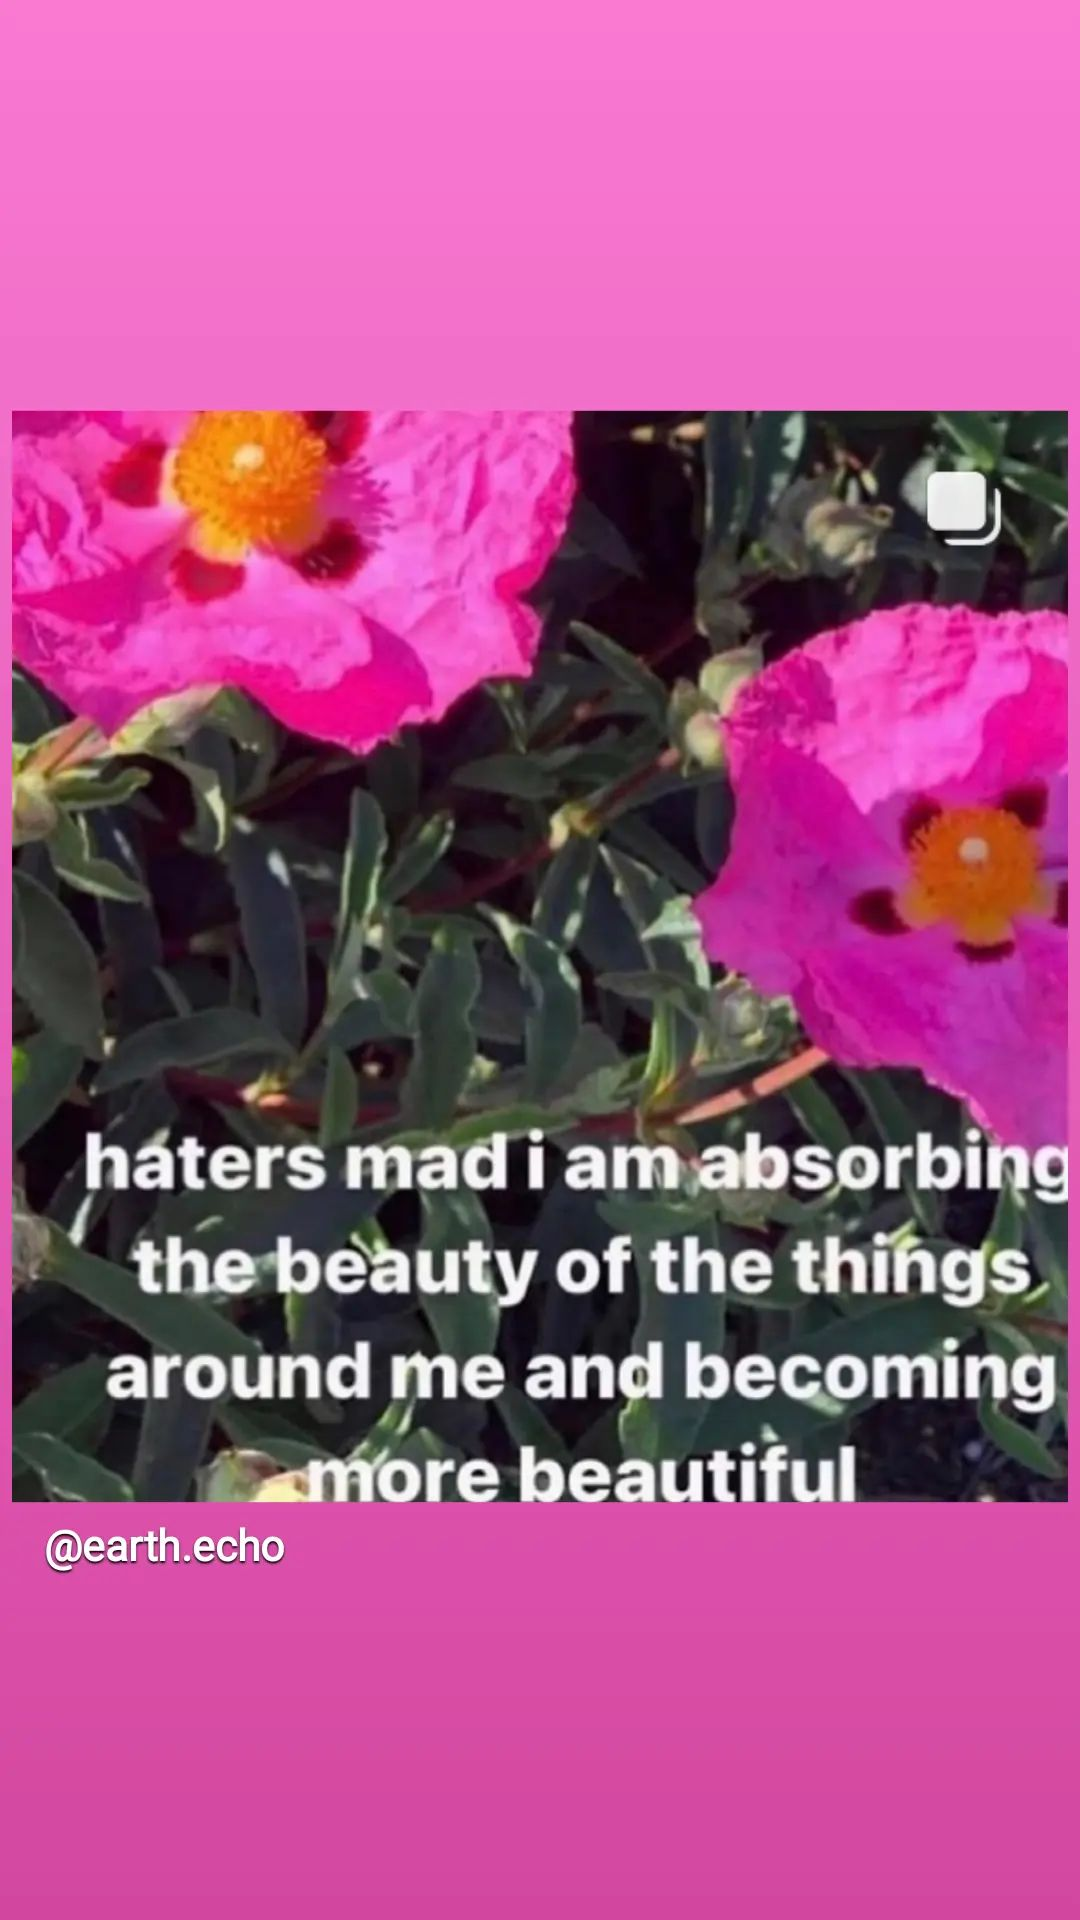 haters mad i am absorbing
the beauty of the things
around me and becoming
more beautiful
@earth.echo